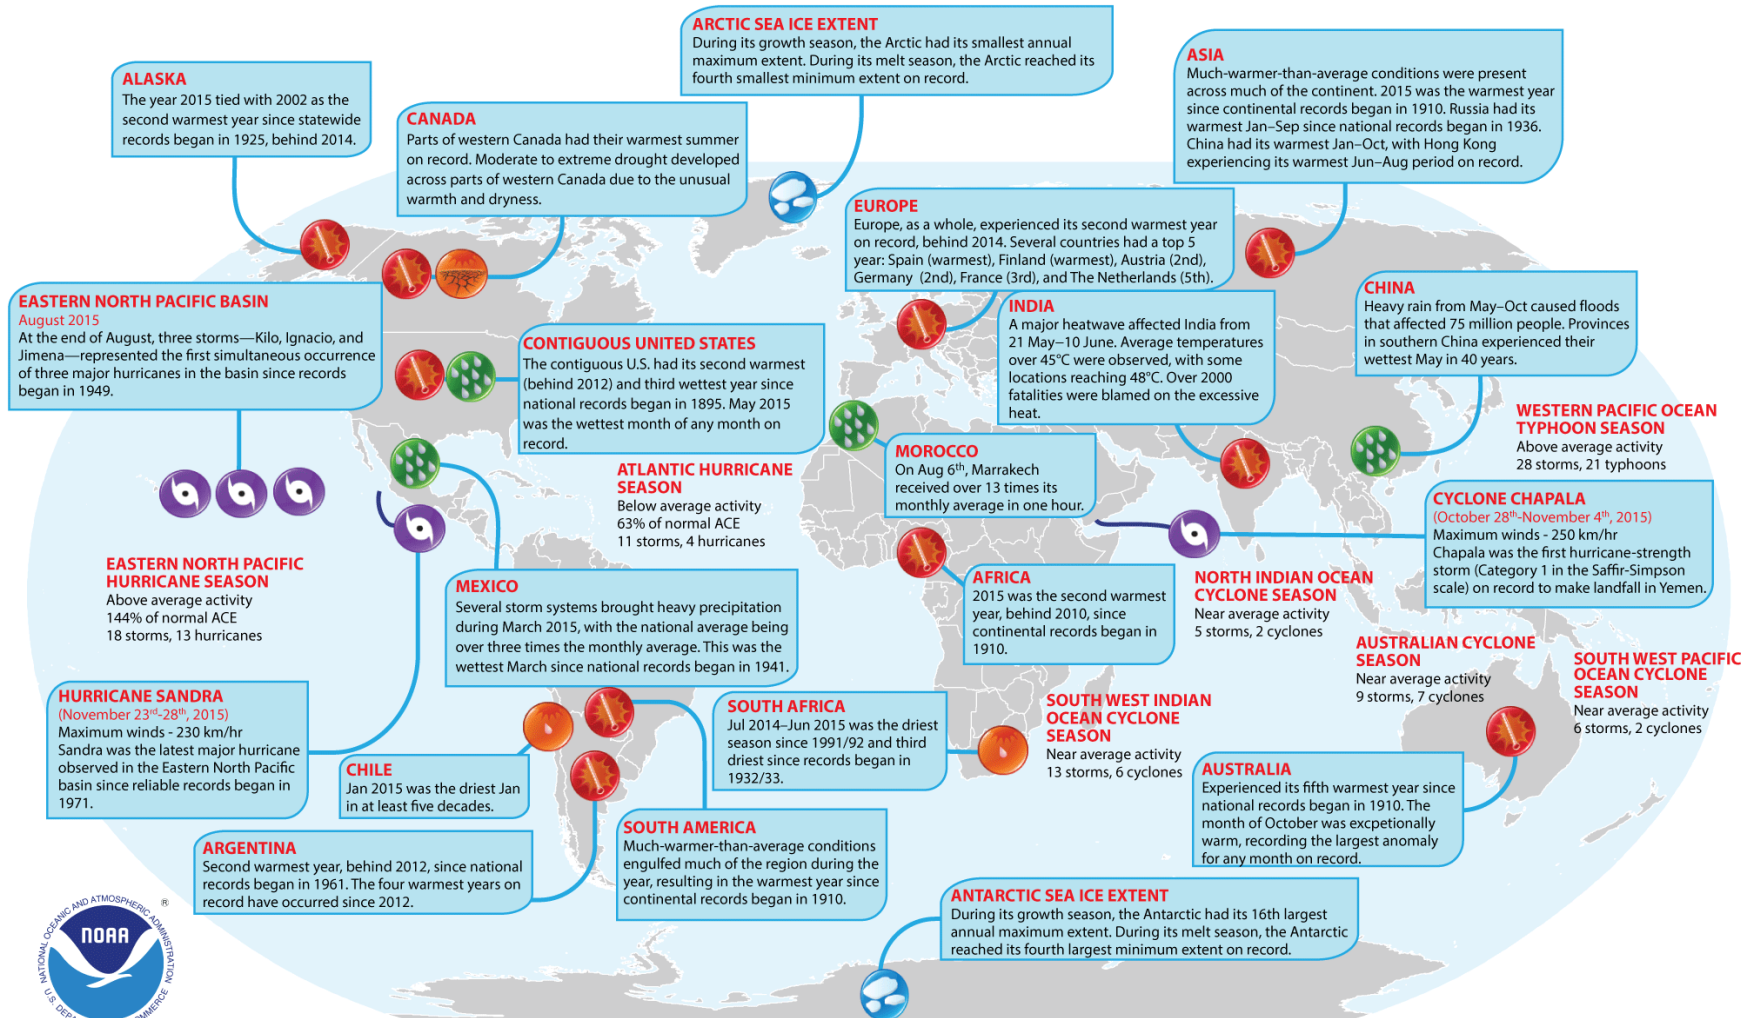 ARCTIC SEA ICE EXTENT
During its growth season, the Arctic had its smallest annual
maximum extent. During its melt season, the Arctic reached its
fourth smallest minimum extent on record.
ASIA
Much-warmer-than-average conditions were present
across much of the continent. 2015 was the warmest year
since continental records began in 1910. Russia had its
warmest Jan–Sep since national records began in 1936.
China had its warmest Jan–Oct, with Hong Kong
experiencing its warmest Jun–Aug period on record.
ALASKA
The year 2015 tied with 2002 as the
second warmest year since statewide
records began in 1925, behind 2014.
CANADA
Parts of western Canada had their warmest summer
on record. Moderate to extreme drought developed
across parts of western Canada due to the unusual
warmth and dryness.
EUROPE
Europe, as a whole, experienced its second warmest year
on record, behind 2014. Several countries had a top 5
year: Spain (warmest), Finland (warmest), Austria (2nd),
Germany (2nd), France (3rd), and The Netherlands (5th).
EASTERN NORTH PACIFIC BASIN
August 2015
At the end of August, three storms—Kilo, Ignacio, and
Jimena—represented the first simultaneous occurrence
of three major hurricanes in the basin since records
began in 1949.
CONTIGUOUS UNITED STATES
The contiguous U.S. had its second warmest
(behind 2012) and third wettest year since
national records began in 1895. May 2015
was the wettest month of any month on
record.
INDIA
A major heatwave affected India from
21 May–10 June. Average temperatures
over 45°C were observed, with some
locations reaching 48°C. Over 2000
fatalities were blamed on the excessive
heat.
CHINA
Heavy rain from May–Oct caused floods
that affected 75 million people. Provinces
in southern China experienced their
wettest May in 40 years.
WESTERN PACIFIC OCEAN
TYPHOON SEASON
Above average activity
28 storms, 21 typhoons
MOROCCO
On Aug 6th, Marrakech
received over 13 times its
monthly average in one hour.
ATLANTIC HURRICANE
SEASON
Below average activity
63% of normal ACE
11 storms, 4 hurricanes
CYCLONE CHAPALA
(October 28th-November 4th, 2015)
Maximum winds - 250 km/hr
Chapala was the first hurricane-strength
storm (Category 1 in the Saffir-Simpson
scale) on record to make landfall in Yemen.
EASTERN NORTH PACIFIC
HURRICANE SEASON
Above average activity
144% of normal ACE
18 storms, 13 hurricanes
MEXICO
Several storm systems brought heavy precipitation
during March 2015, with the national average being
over three times the monthly average. This was the
wettest March since national records began in 1941.
AFRICA
2015 was the second warmest
year, behind 2010, since
continental records began in
1910.
NORTH INDIAN OCEAN
CYCLONE SEASON
Near average activity
5 storms, 2 cyclones
AUSTRALIAN CYCLONE
SEASON
Near average activity
9 storms, 7 cyclones
SOUTH WEST PACIFIC
OCEAN CYCLONE
SEASON
Near average activity
6 storms, 2 cyclones
HURRICANE SANDRA
(November 23rd-28th, 2015)
Maximum winds - 230 km/hr
Sandra was the latest major hurricane
observed in the Eastern North Pacific
basin since reliable records began in
1971.
SOUTH AFRICA
Jul 2014–Jun 2015 was the driest
season since 1991/92 and third
driest since records began in
1932/33.
SOUTH WEST INDIAN
OCEAN CYCLONE
SEASON
Near average activity
13 storms, 6 cyclones
CHILE
Jan 2015 was the driest Jan
in at least five decades.
AUSTRALIA
Experienced its fifth warmest year since
national records began in 1910. The
month of October was excpetionally
warm, recording the largest anomaly
for any month on record.
SOUTH AMERICA
Much-warmer-than-average conditions
engulfed much of the region during the
year, resulting in the warmest year since
continental records began in 1910.
ARGENTINA
Second warmest year, behind 2012, since national
records began in 1961. The four warmest years on
record have occurred since 2012.
ANTARCTIC SEA ICE EXTENT
During its growth season, the Antarctic had its 16th largest
annual maximum extent. During its melt season, the Antarctic
reached its fourth largest minimum extent on record.
NATIONAL OCEANIC AND ATMOSPHERIC ADMINISTRATION
®
NOAA
U.S.